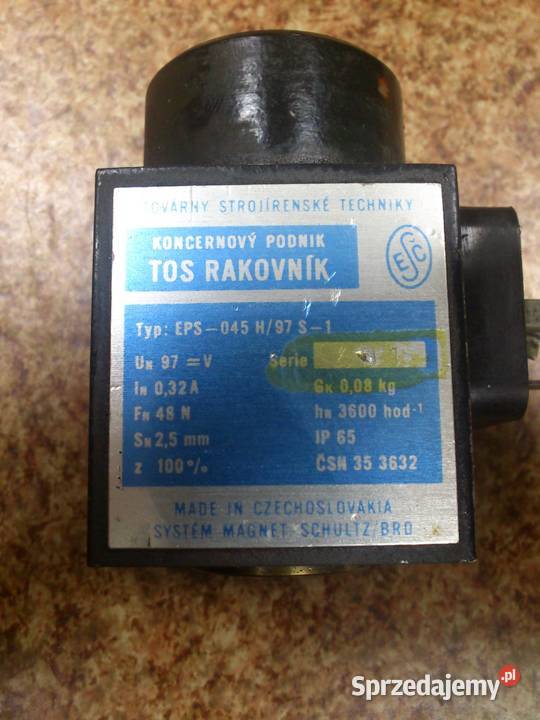 TOVÁRNY STROJÍRENSKÉ TECHNIKY
KONCERNOVÝ PODNIK
TOS RAKOVNÍK
ESČ
Typ: EPS-045 H/97 S-1
UN 97 = V Serie
IN 0,32 A GK 0,08 kg
FN 48 N hN 3600 hod-1
SN 2,5 mm IP 65
z 100% ČSN 35 3632
MADE IN CZECHOSLOVAKIA
SYSTÉM MAGNET SCHULTZ/BRD
Sprzedajemy.pl